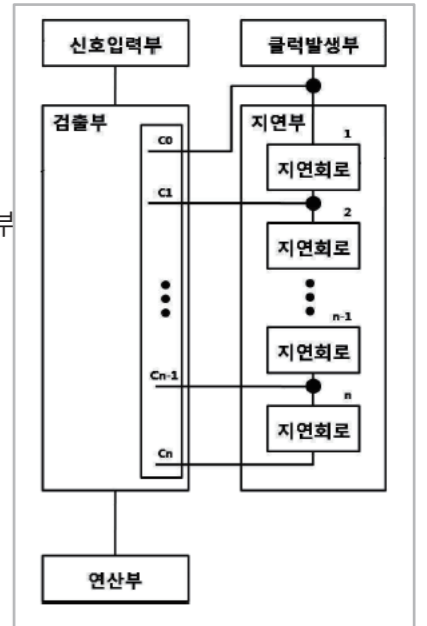 신호입력부
클럭발생부
검출부
지연부
C0
1
지연회로
C1
2
지연회로
n-1
지연회로
Cn-1
n
지연회로
Cn
연산부
부